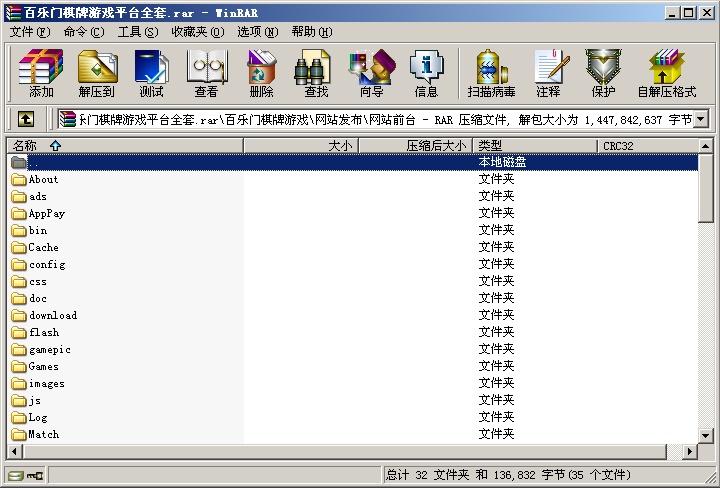 百乐门棋牌游戏平台全套.rar - WinRAR
文件(F) 命令(C) 工具(S) 收藏夹(O) 选项(N) 帮助(H)
添加 解压到 测试 查看 删除 查找 向导 信息 扫描病毒 注释 保护 自解压格式
门棋牌游戏平台全套.rar\百乐门棋牌游戏\网站发布\网站前台 - RAR 压缩文件, 解包大小为 1,447,842,637 字节
名称 大小 压缩后大小 类型 CRC32
.. 本地磁盘
About 文件夹
ads 文件夹
AppPay 文件夹
bin 文件夹
Cache 文件夹
config 文件夹
css 文件夹
doc 文件夹
download 文件夹
flash 文件夹
gamepic 文件夹
Games 文件夹
images 文件夹
js 文件夹
Log 文件夹
Match 文件夹
总计 32 文件夹 和 136,832 字节(35 个文件)